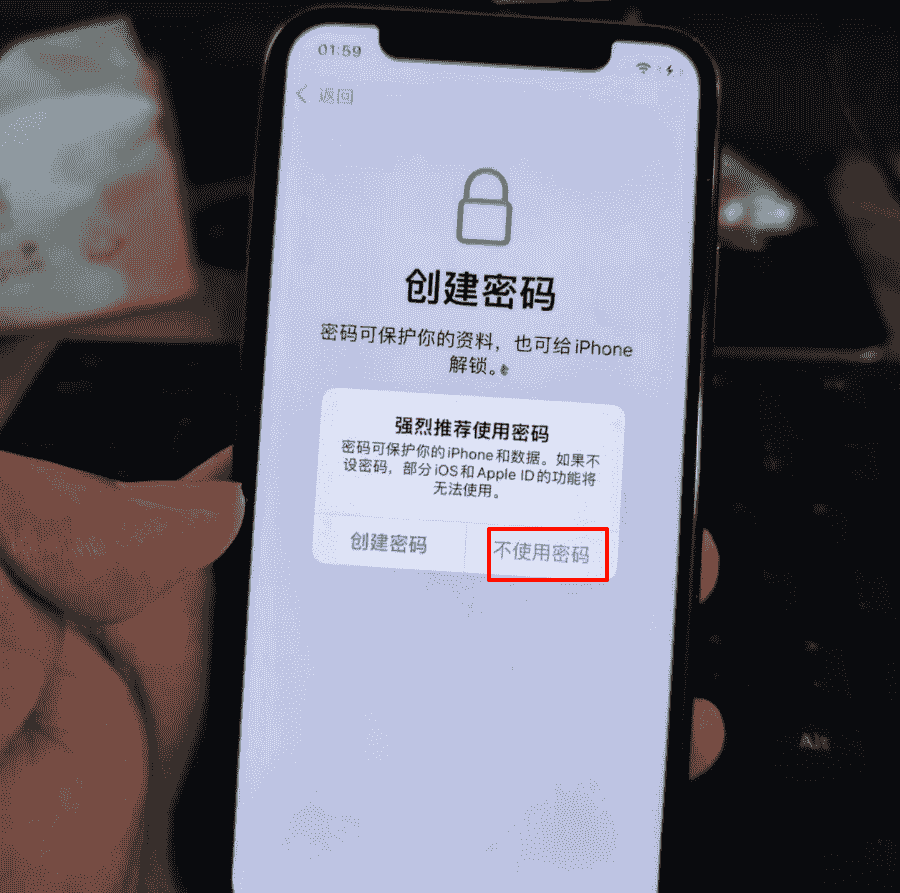 01:59
返回
创建密码
密码可保护你的资料，也可给 iPhone
解锁。
强烈推荐使用密码
密码可保护你的 iPhone 和数据。如果不
设密码，部分 iOS 和 Apple ID 的功能将
无法使用。
创建密码 不使用密码
Alt